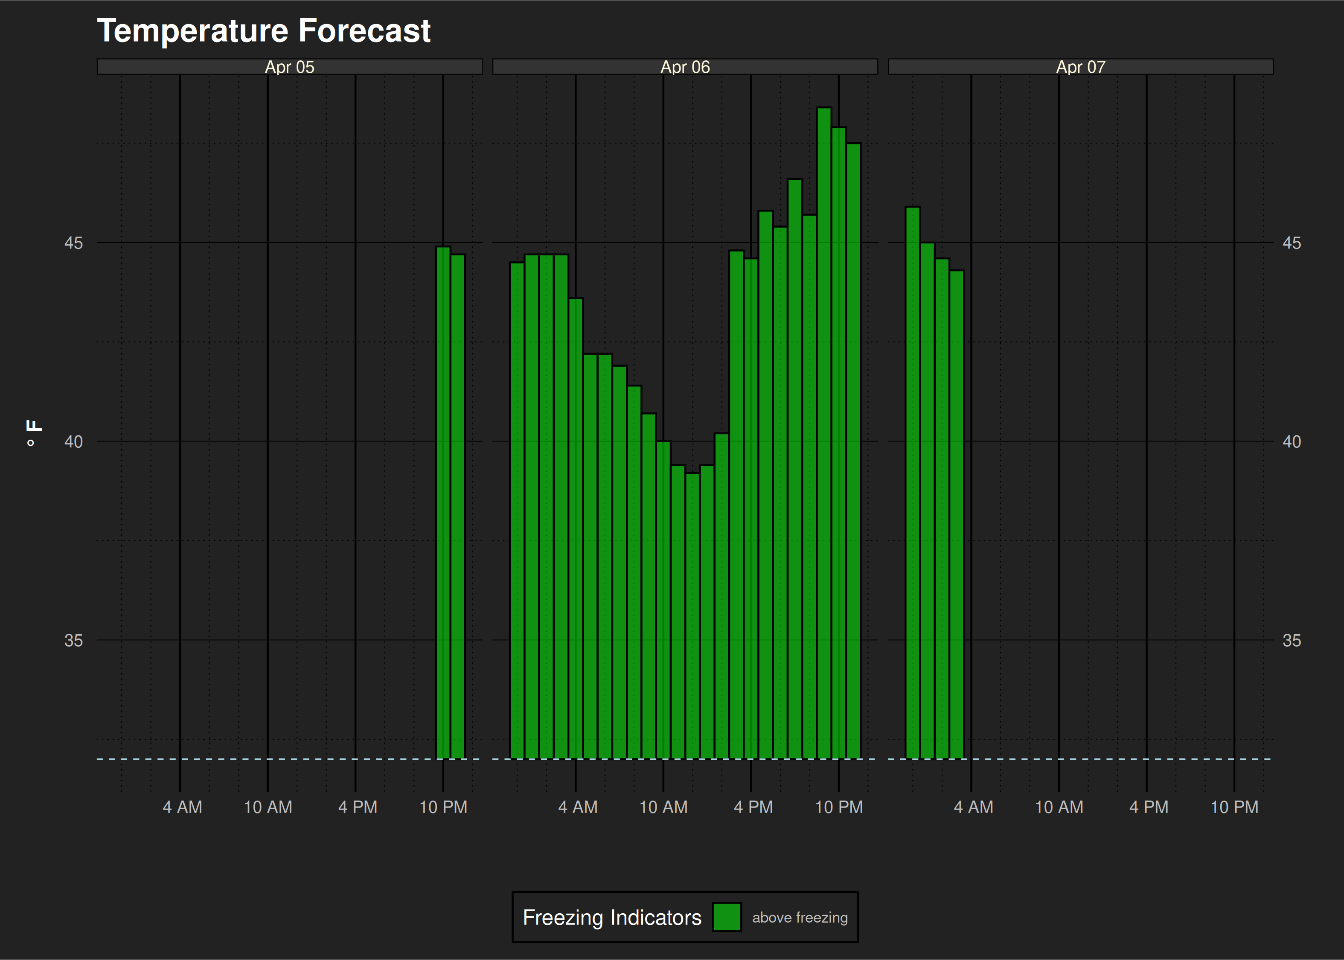 Temperature Forecast
Apr 05 Apr 06 Apr 07
45 45
° F
40 40
35 35
4 AM 10 AM 4 PM 10 PM 4 AM 10 AM 4 PM 10 PM 4 AM 10 AM 4 PM 10 PM
Freezing Indicators above freezing